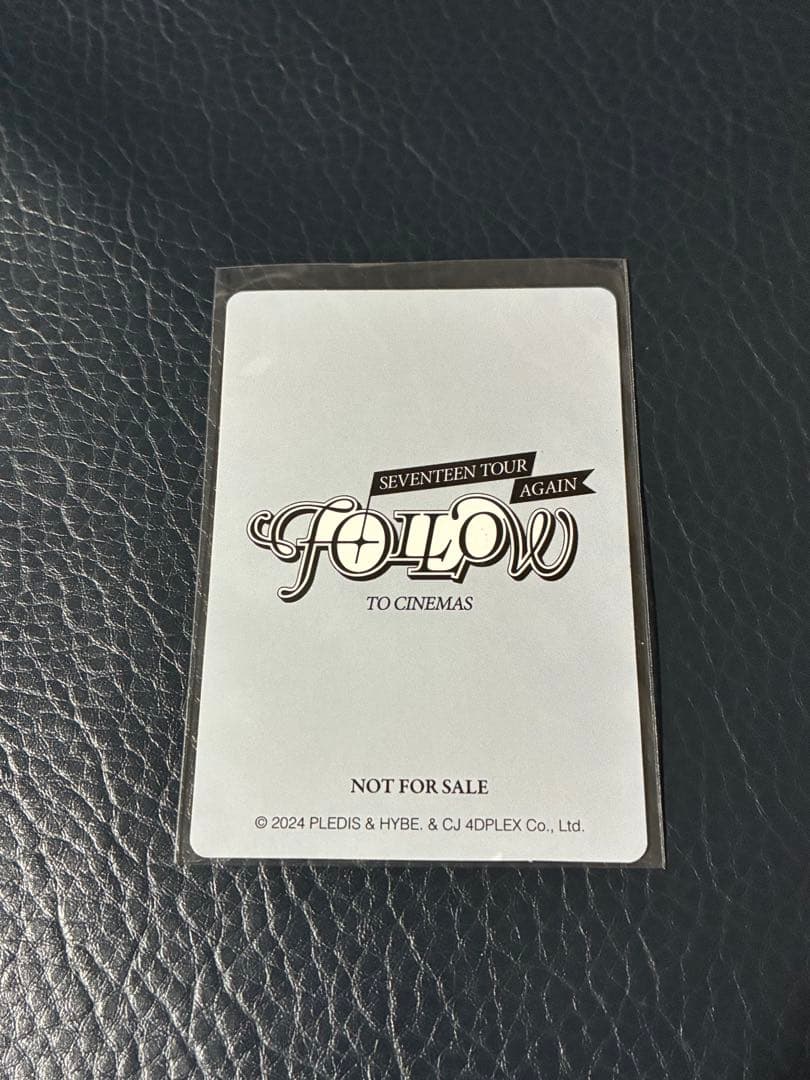 SEVENTEEN TOUR
AGAIN
FOLLOW
TO CINEMAS
NOT FOR SALE
© 2024 PLEDIS & HYBE. & CJ 4DPLEX Co., Ltd.